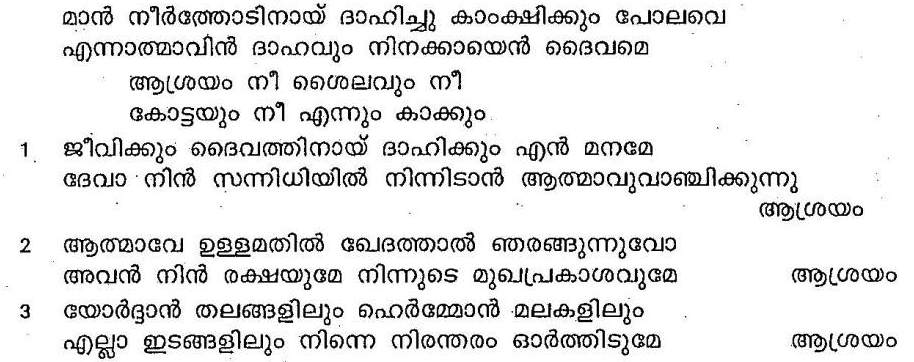 മാൻ നീർത്തോടിനായ് ദാഹിച്ചു കാംക്ഷിക്കും പോലവെ
എന്നാത്മാവിൻ ദാഹവും നിനക്കായെൻ ദൈവമെ
ആശ്രയം നീ ശൈലവും നീ
കോട്ടയും നീ എന്നും കാക്കും
1 ജീവിക്കും ദൈവത്തിനായ് ദാഹിക്കും എൻ മനമേ
ദേവാ നിൻ സന്നിധിയിൽ നിന്നിടാൻ ആത്മാവുവാഞ്ചിക്കുന്നു
ആശ്രയം
2 ആത്മാവേ ഉള്ളമതിൽ ഖേദത്താൽ ഞരങ്ങുന്നുവോ
അവൻ നിൻ രക്ഷയുമേ നിന്നുടെ മുഖപ്രകാശവുമേ ആശ്രയം
3 യോർദ്ദാൻ തലങ്ങളിലും ഹെർമ്മോൻ മലകളിലും
എല്ലാ ഇടങ്ങളിലും നിന്നെ നിരന്തരം ഓർത്തിടുമേ ആശ്രയം